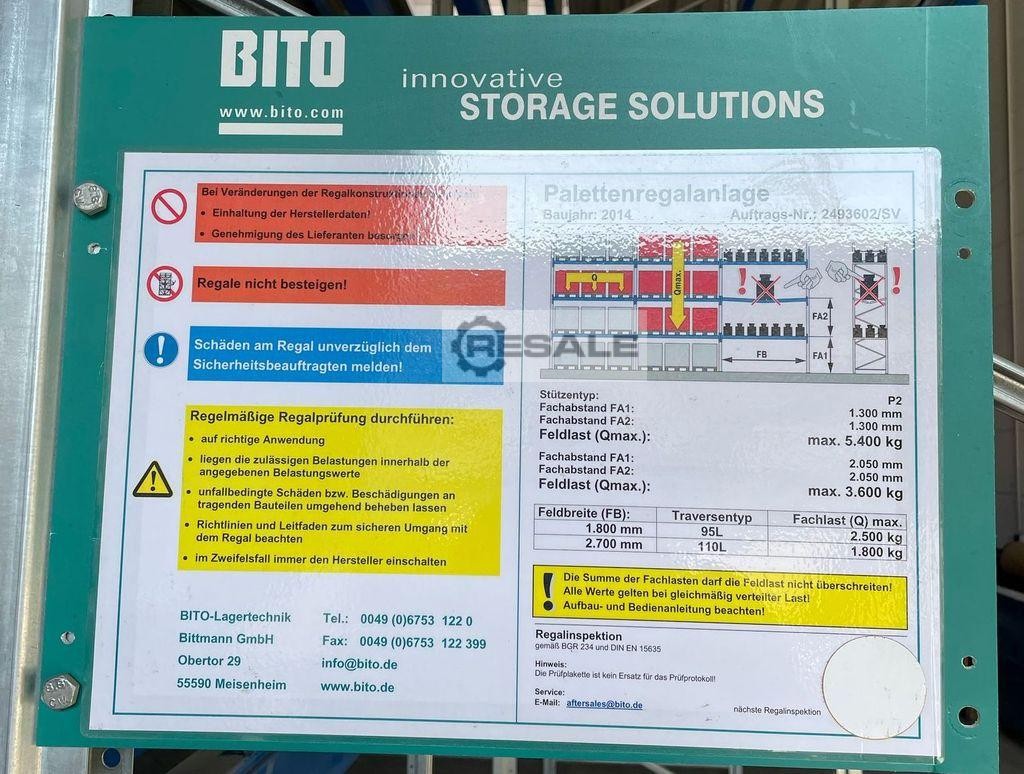 BITO
www.bito.com
innovative
STORAGE SOLUTIONS
Bei Veränderungen der Regalkonstruktion
• Einhaltung der Herstellerdaten!
• Genehmigung des Lieferanten besorgen
Regale nicht besteigen!
Schäden am Regal unverzüglich dem
Sicherheitsbeauftragten melden!
Regelmäßige Regalprüfung durchführen:
• auf richtige Anwendung
• liegen die zulässigen Belastungen innerhalb der
angegebenen Belastungswerte
• unfallbedingte Schäden bzw. Beschädigungen an
tragenden Bauteilen umgehend beheben lassen
• Richtlinien und Leitfaden zum sicheren Umgang mit
dem Regal beachten
• im Zweifelsfall immer den Hersteller einschalten
BITO-Lagertechnik Tel.: 0049 (0)6753 122 0
Bittmann GmbH Fax: 0049 (0)6753 122 399
Obertor 29 info@bito.de
55590 Meisenheim www.bito.de
Palettenregalanlage
Baujahr: 2014 Auftrags-Nr.: 2493602/SV
Q
Qmax.
FA2
FB
FA1
RESALE
Stützentyp: P2
Fachabstand FA1: 1.300 mm
Fachabstand FA2: 1.300 mm
Feldlast (Qmax.): max. 5.400 kg
Fachabstand FA1: 2.050 mm
Fachabstand FA2: 2.050 mm
Feldlast (Qmax.): max. 3.600 kg
Feldbreite (FB): Traversentyp Fachlast (Q) max.
1.800 mm 95L 2.500 kg
2.700 mm 110L 1.800 kg
Die Summe der Fachlasten darf die Feldlast nicht überschreiten!
Alle Werte gelten bei gleichmäßig verteilter Last!
Aufbau- und Bedienanleitung beachten!
Regalinspektion
gemäß BGR 234 und DIN EN 15635
Hinweis:
Die Prüfplakette ist kein Ersatz für das Prüfprotokoll!
Service:
E-Mail: aftersales@bito.de
nächste Regalinspektion